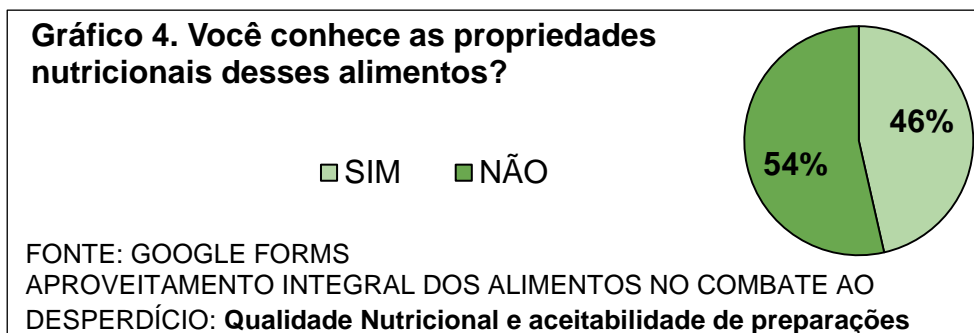 Gráfico 4. Você conhece as propriedades
nutricionais desses alimentos?
46%
54%
SIM NÃO
FONTE: GOOGLE FORMS
APROVEITAMENTO INTEGRAL DOS ALIMENTOS NO COMBATE AO
DESPERDÍCIO: Qualidade Nutricional e aceitabilidade de preparações